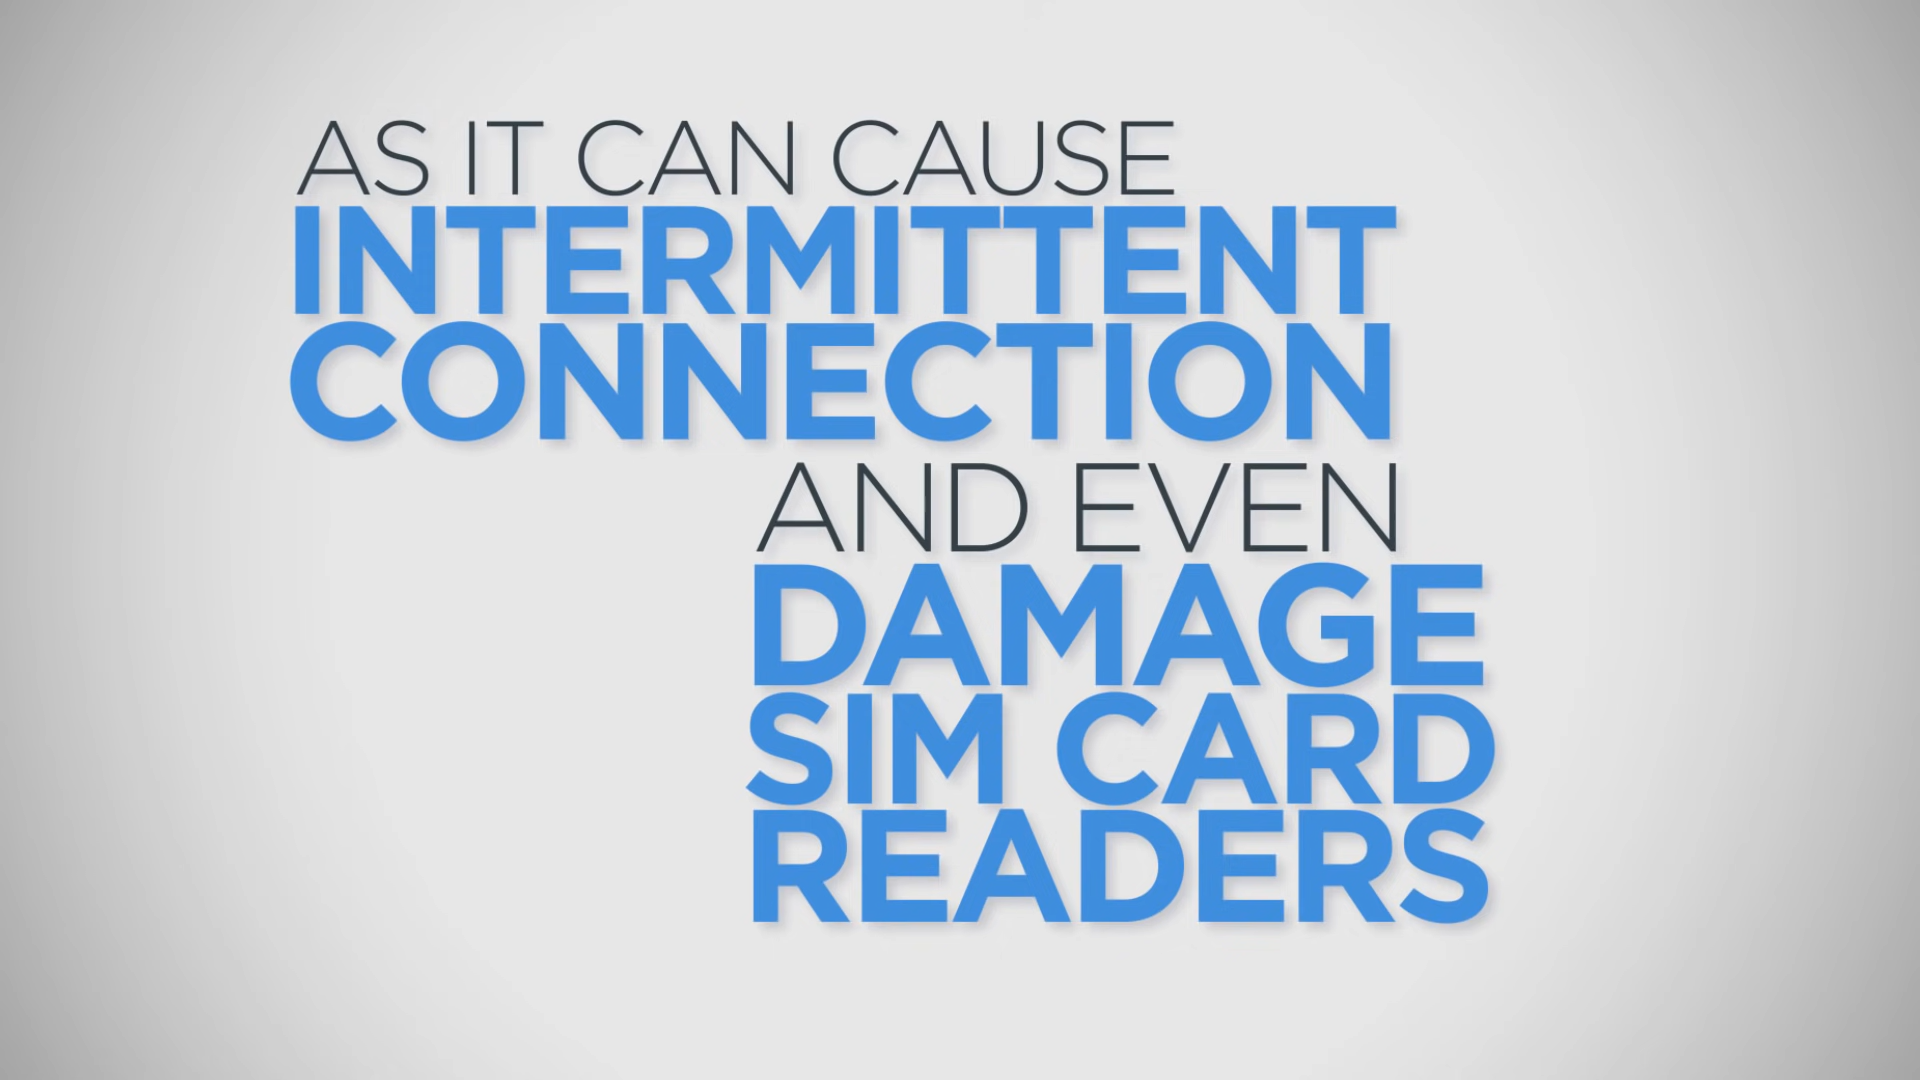 AS IT CAN CAUSE
INTERMITTENT
CONNECTION
AND EVEN
DAMAGE
SIM CARD
READERS